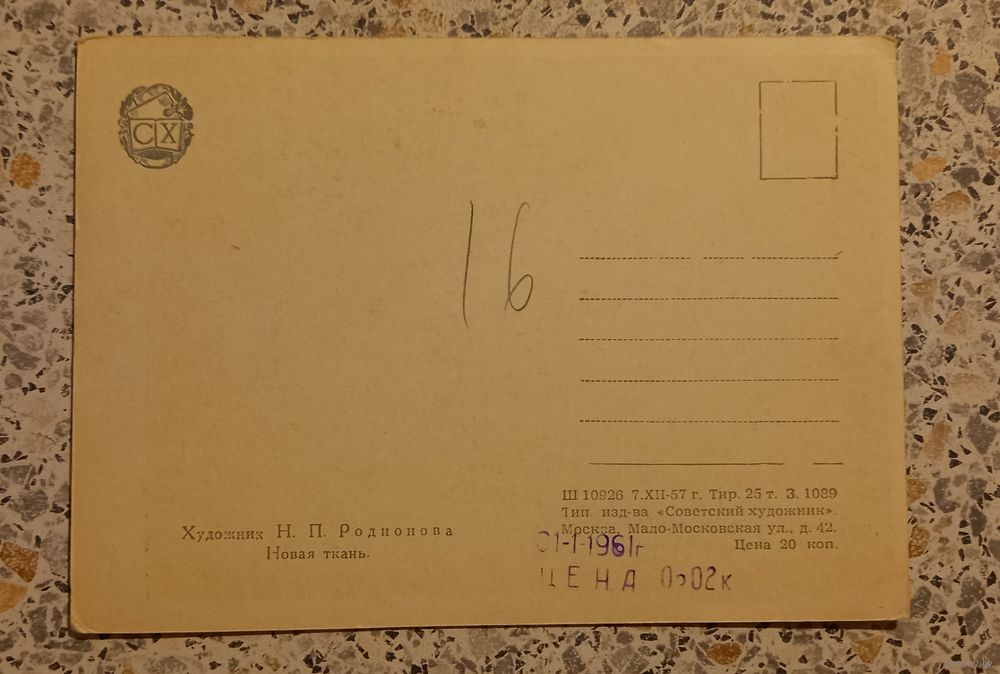 СХ
16
Художник Н. П. Родионова
Новая ткань.
Ш 10926 7.XII-57 г. Тир. 25 т. З. 1089
Тип. изд-ва «Советский художник».
Москва, Мало-Московская ул., д. 42.
Цена 20 коп.
01-1-1961г
ЦЕНА 0-02к